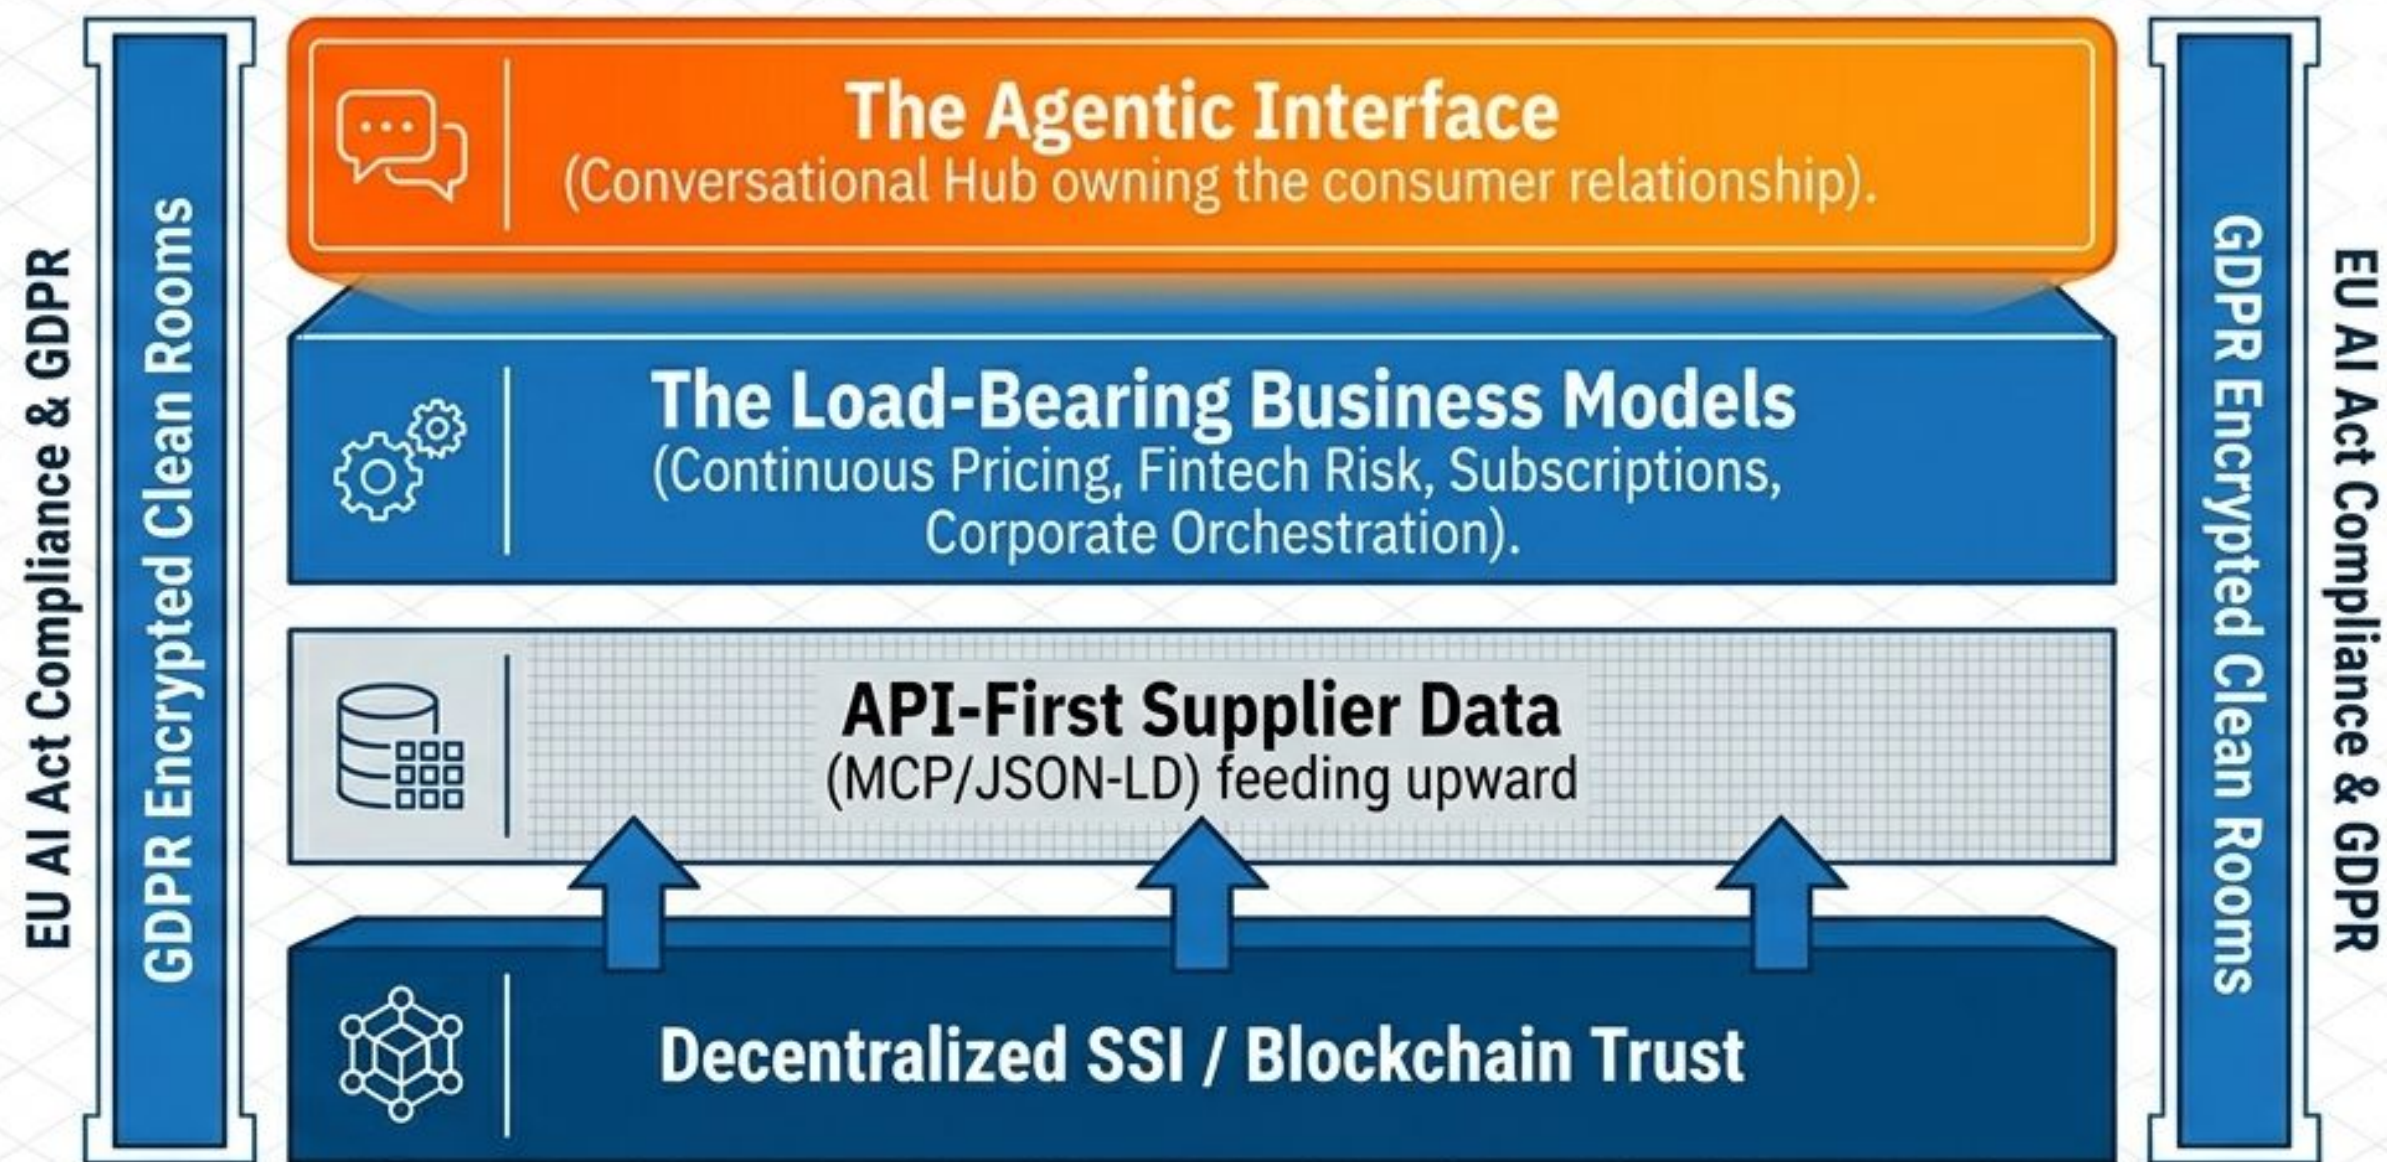 EU AI Act Compliance & GDPR
GDPR Encrypted Clean Rooms
The Agentic Interface
(Conversational Hub owning the consumer relationship).
The Load-Bearing Business Models
(Continuous Pricing, Fintech Risk, Subscriptions,
Corporate Orchestration).
API-First Supplier Data
(MCP/JSON-LD) feeding upward
Decentralized SSI / Blockchain Trust
GDPR Encrypted Clean Rooms
EU AI Act Compliance & GDPR